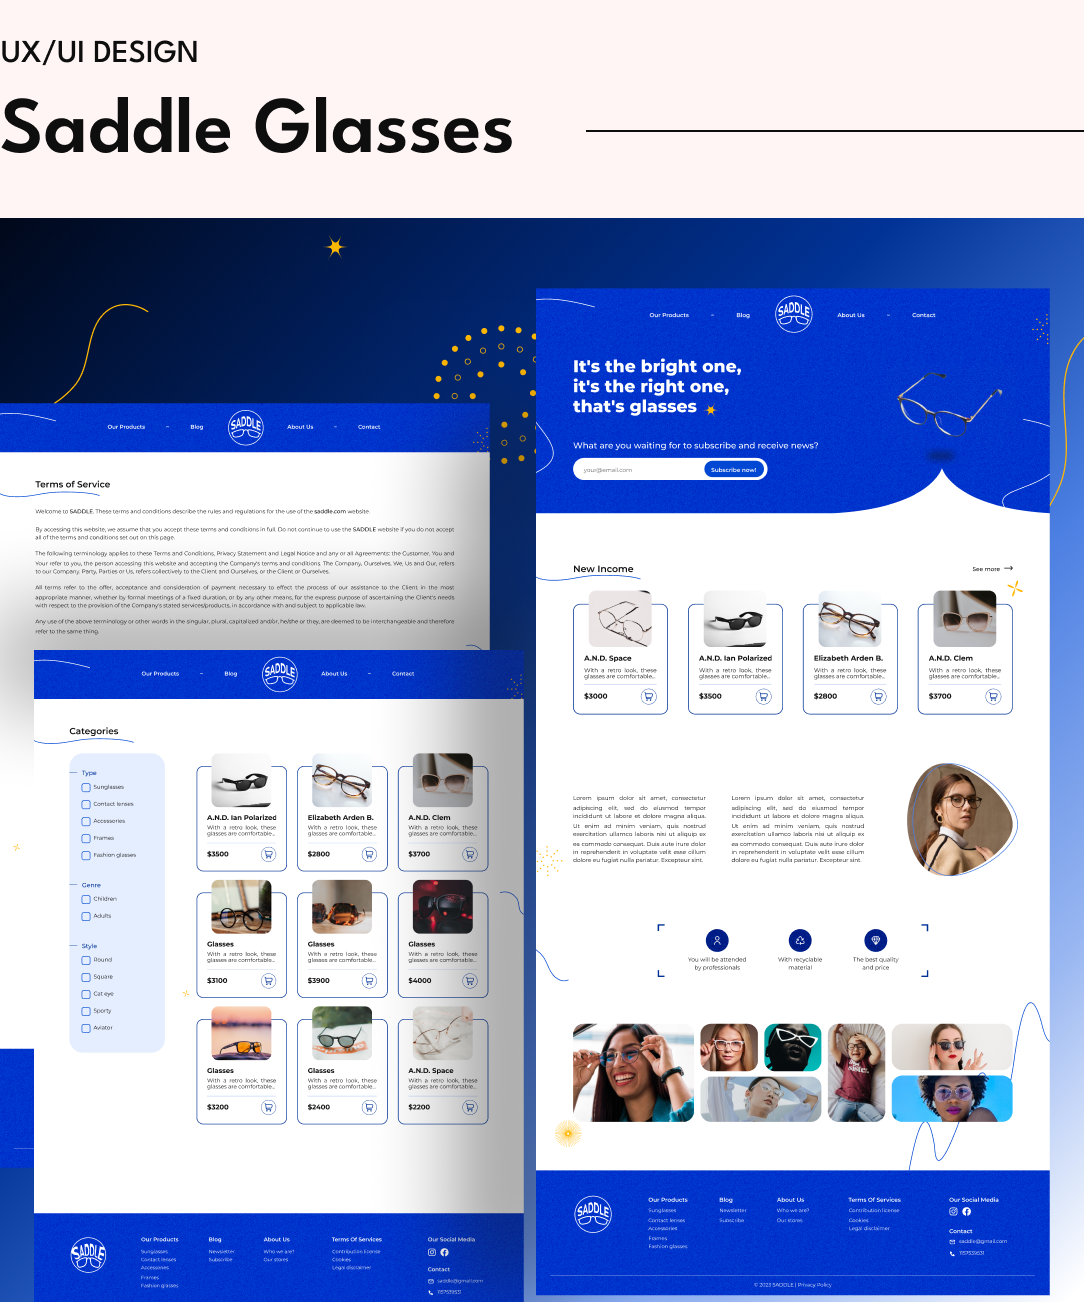 UX/UI DESIGN
Saddle Glasses
Our Products
–
Blog
SADDLE
About Us
–
Contact
Terms of Service
Welcome to SADDLE. These terms and conditions describe the rules and regulations for the use of the saddle.com website.
By accessing this website, we assume that you accept these terms and conditions in full. Do not continue to use the SADDLE website if you do not accept
all of the terms and conditions set out on this page.
The following terminology applies to these Terms and Conditions, Privacy Statement and Legal Notice and any or all Agreements: the Customer, You and
Your refer to you, the person accessing this website and accepting the Company's terms and conditions. The Company, Ourselves, We, Us and Our, refers
to our Company. Party, Parties or Us, refers collectively to the Client and Ourselves, or the Client or Ourselves.
All terms refer to the offer, acceptance and consideration of payment necessary to effect the process of our assistance to the Client in the most
appropriate manner, whether by formal meetings of a fixed duration, or by any other means, for the express purpose of ascertaining the Client's needs
with respect to the provision of the Company's stated services/products, in accordance with and subject to applicable law.
Any use of the above terminology or other words in the singular, plural, capitalized and/or, he/she or they, are deemed to be interchangeable and therefore
refer to the same thing.
Our Products
–
Blog
SADDLE
About Us
–
Contact
Categories
Type
Sunglasses
Contact lenses
Accessories
Frames
Fashion glasses
Genre
Children
Adults
Style
Round
Square
Cat eye
Sporty
Aviator
A.N.D. Ian Polarized
With a retro look, these
glasses are comfortable...
$3500
Elizabeth Arden B.
With a retro look, these
glasses are comfortable...
$2800
A.N.D. Clem
With a retro look, these
glasses are comfortable...
$3700
Glasses
With a retro look, these
glasses are comfortable...
$3100
Glasses
With a retro look, these
glasses are comfortable...
$3900
Glasses
With a retro look, these
glasses are comfortable...
$4000
Glasses
With a retro look, these
glasses are comfortable...
$3200
Glasses
With a retro look, these
glasses are comfortable...
$2400
A.N.D. Space
With a retro look, these
glasses are comfortable...
$2200
SADDLE
Our Products
Sunglasses
Contact lenses
Accessories
Frames
Fashion glasses
Blog
Newsletter
Subscribe
About Us
Who we are?
Our stores
Terms Of Services
Contribution license
Cookies
Legal disclaimer
Our Social Media
Contact
saddle@gmail.com
1157539531
Our Products
–
Blog
SADDLE
About Us
–
Contact
It's the bright one,
it's the right one,
that's glasses
What are you waiting for to subscribe and receive news?
your@email.com
Subscribe now!
New Income
See more
A.N.D. Space
With a retro look, these
glasses are comfortable...
$3000
A.N.D. Ian Polarized
With a retro look, these
glasses are comfortable...
$3500
Elizabeth Arden B.
With a retro look, these
glasses are comfortable...
$2800
A.N.D. Clem
With a retro look, these
glasses are comfortable...
$3700
Lorem ipsum dolor sit amet, consectetur
adipiscing elit, sed do eiusmod tempor
incididunt ut labore et dolore magna aliqua.
Ut enim ad minim veniam, quis nostrud
exercitation ullamco laboris nisi ut aliquip ex
ea commodo consequat. Duis aute irure dolor
in reprehenderit in voluptate velit esse cillum
dolore eu fugiat nulla pariatur. Excepteur sint.
Lorem ipsum dolor sit amet, consectetur
adipiscing elit, sed do eiusmod tempor
incididunt ut labore et dolore magna aliqua.
Ut enim ad minim veniam, quis nostrud
exercitation ullamco laboris nisi ut aliquip ex
ea commodo consequat. Duis aute irure dolor
in reprehenderit in voluptate velit esse cillum
dolore eu fugiat nulla pariatur. Excepteur sint.
You will be attended
by professionals
With recyclable
material
The best quality
and price
SADDLE
Our Products
Sunglasses
Contact lenses
Accessories
Frames
Fashion glasses
Blog
Newsletter
Subscribe
About Us
Who we are?
Our stores
Terms Of Services
Contribution license
Cookies
Legal disclaimer
Our Social Media
Contact
saddle@gmail.com
1157539531
© 2023 SADDLE | Privacy Policy